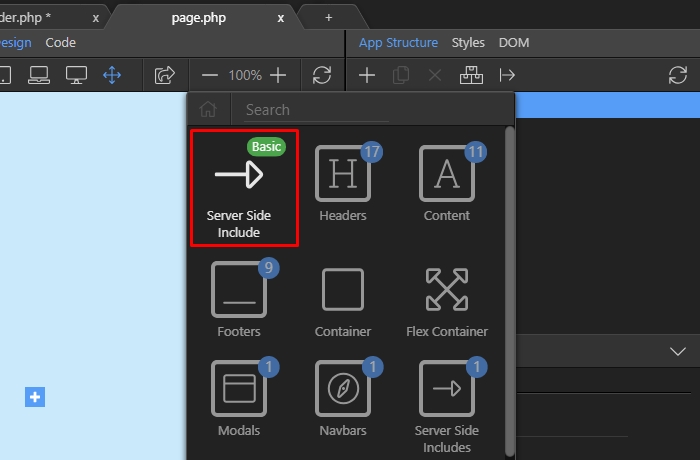 der.php * x page.php x +
Design Code App Structure Styles DOM
100%
Search
Basic 17 11
Server Side
Include
Headers Content
9
Footers Container Flex Container
1 1 1
Modals Navbars Server Side
Includes